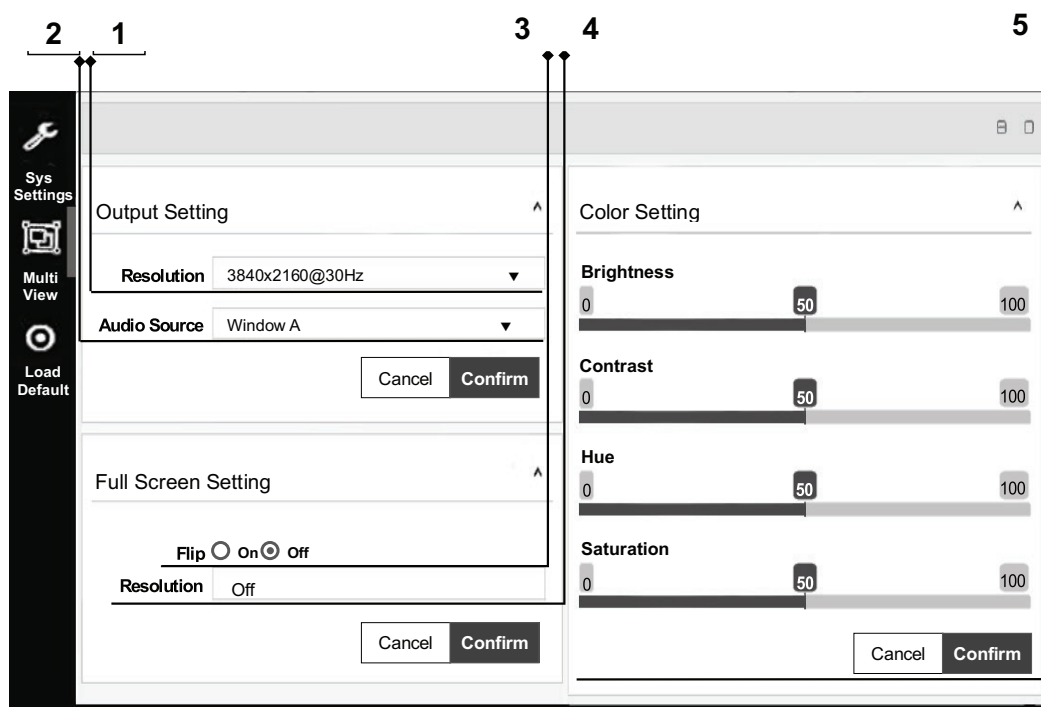 2 1 3 4 5
Sys
Settings
Multi
View
Load
Default
Output Setting
Resolution 3840x2160@30Hz
Audio Source Window A
Cancel Confirm
Full Screen Setting
Flip On Off
Resolution Off
Cancel Confirm
Color Setting
Brightness
0 50 100
Contrast
0 50 100
Hue
0 50 100
Saturation
0 50 100
Cancel Confirm